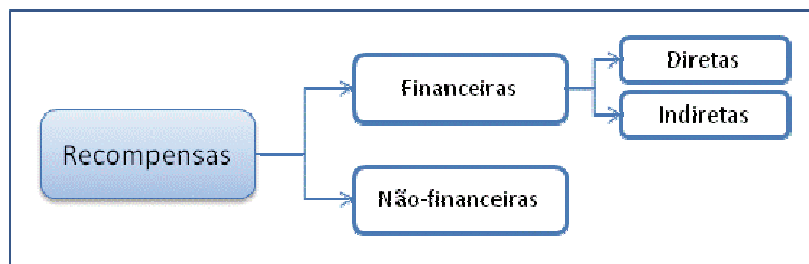 Recompensas
Financeiras
Diretas
Indiretas
Não-financeiras